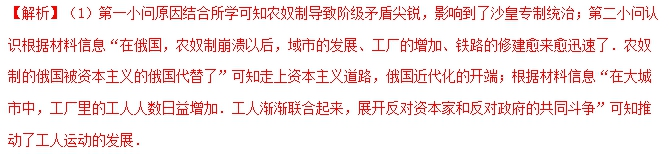 【解析】（1）第一小问原因结合所学可知农奴制导致阶级矛盾尖锐，影响到了沙皇专制统治；第二小问认
识根据材料信息“在俄国，农奴制崩溃以后，域市的发展、工厂的增加、铁路的修建愈来愈迅速了．农奴
制的俄国被资本主义的俄国代替了”可知走上资本主义道路，俄国近代化的开端；根据材料信息“在大城
市中，工厂里的工人人数日益增加．工人渐渐联合起来，展开反对资本家和反对政府的共同斗争”可知推
动了工人运动的发展．